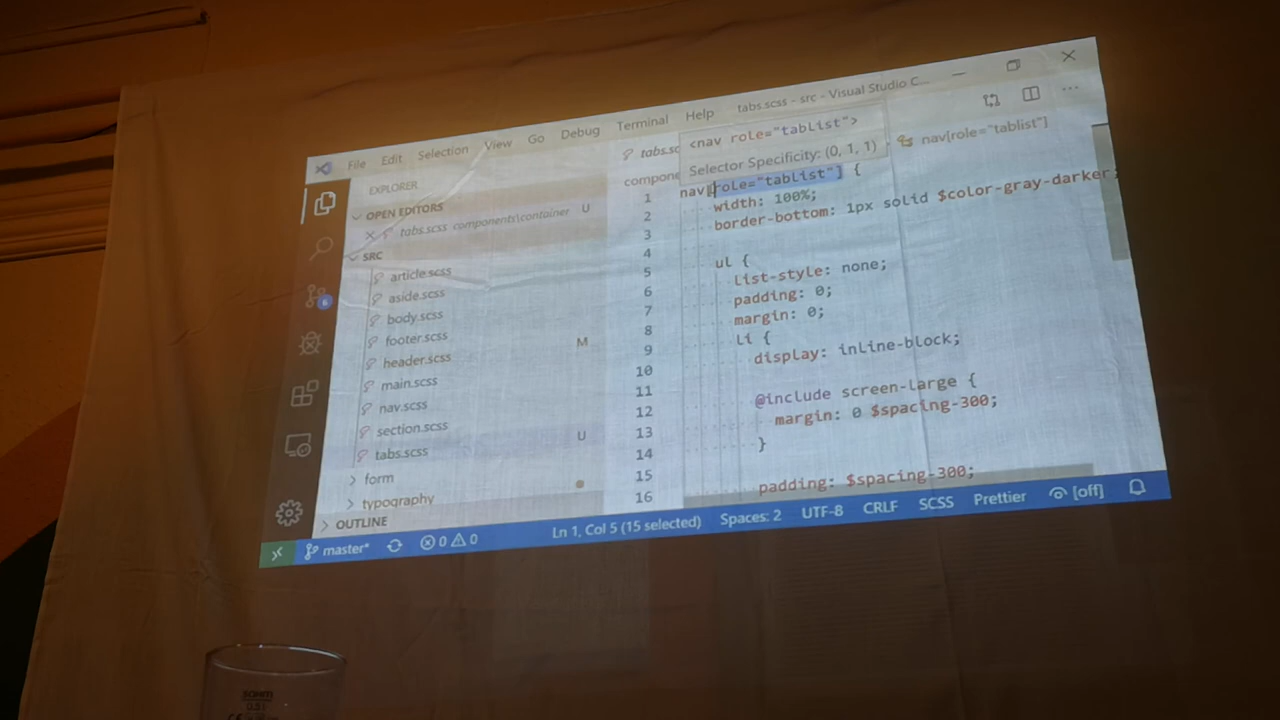 File Edit Selection View Go Debug Terminal Help tabs.scss - src - Visual Studio C...
EXPLORER
OPEN EDITORS
tabs.scss components\container U
SRC
article.scss
aside.scss
body.scss
footer.scss
header.scss M
main.scss
nav.scss
section.scss
tabs.scss U
form
typography
OUTLINE
tabs.sc
<nav role="tablist">
Selector Specificity: (0, 1, 1)
compone
nav[role="tablist"]
1 nav[role="tablist"] {
2 width: 100%;
3 border-bottom: 1px solid $color-gray-darker;
4
5 ul {
6 list-style: none;
7 padding: 0;
8 margin: 0;
9 li {
10 display: inline-block;
11
12 @include screen-large {
13 margin: 0 $spacing-300;
14 }
15
16 padding: $spacing-300;
master* 0 0 Ln 1, Col 5 (15 selected) Spaces: 2 UTF-8 CRLF SCSS Prettier [off]
0,5 l